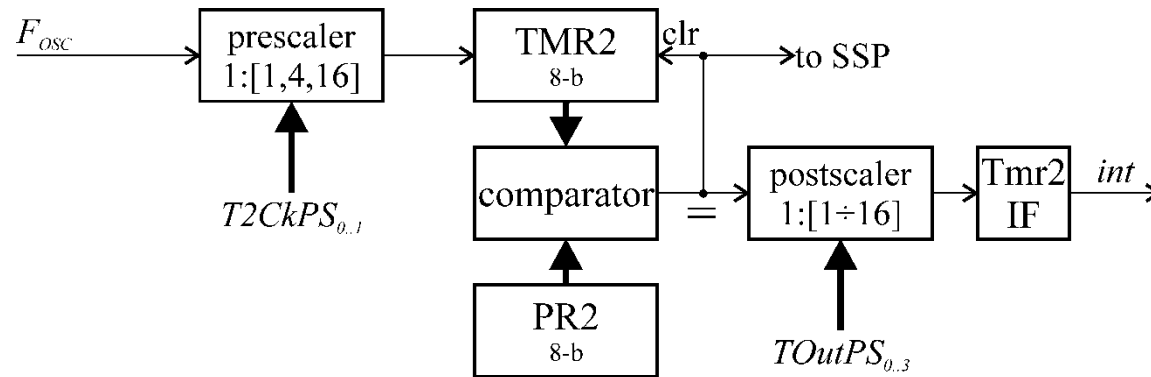 F_OSC
prescaler
1:[1,4,16]
T2CkPS_0..1
TMR2
8-b
clr
to SSP
comparator
=
PR2
8-b
postscaler
1:[1÷16]
TOutPS_0..3
Tmr2
IF
int